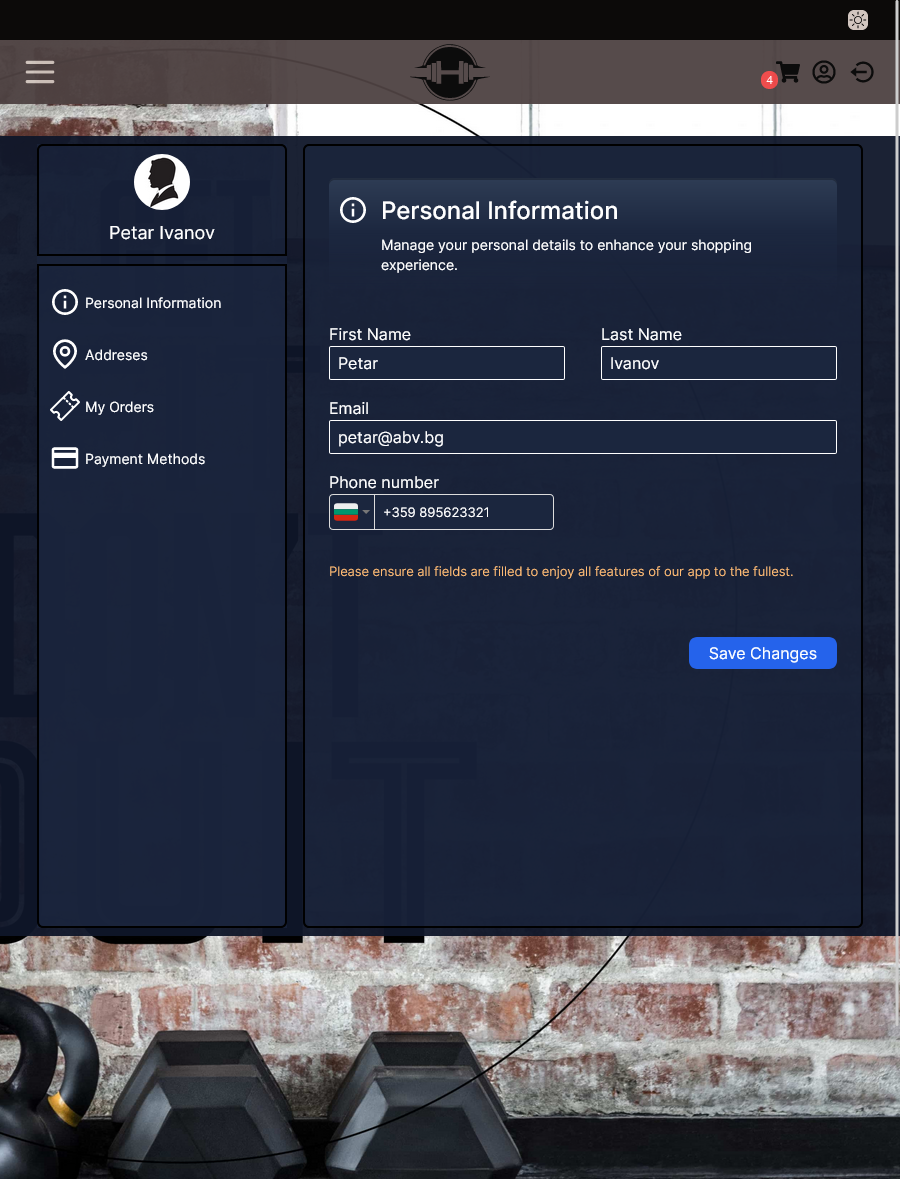 4
Petar Ivanov
Personal Information
Addreses
My Orders
Payment Methods
Personal Information
Manage your personal details to enhance your shopping
experience.
First Name
Last Name
Petar
Ivanov
Email
petar@abv.bg
Phone number
+359 895623321
Please ensure all fields are filled to enjoy all features of our app to the fullest.
Save Changes